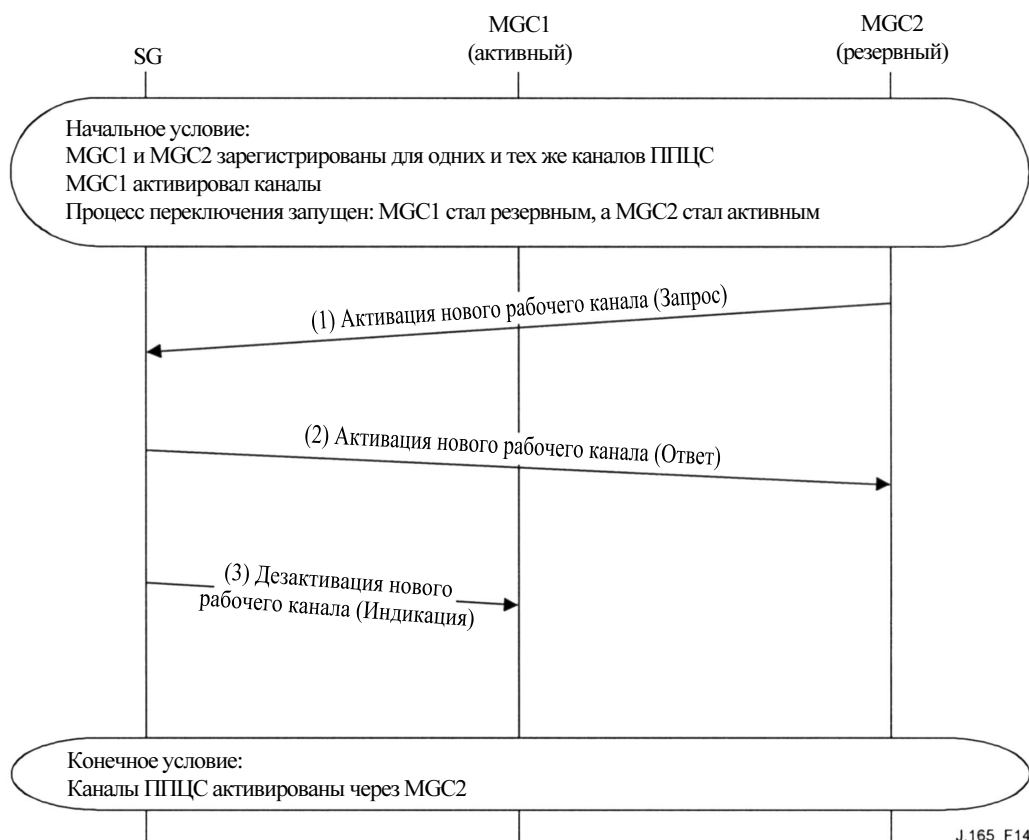 SG
MGC1
(активный)
MGC2
(резервный)
Начальное условие:
MGC1 и MGC2 зарегистрированы для одних и тех же каналов ППЦС
MGC1 активировал каналы
Процесс переключения запущен: MGC1 стал резервным, а MGC2 стал активным
(1) Активация нового рабочего канала (Запрос)
(2) Активация нового рабочего канала (Ответ)
(3) Дезактивация нового
рабочего канала (Индикация)
Конечное условие:
Каналы ППЦС активированы через MGC2
J.165_F14